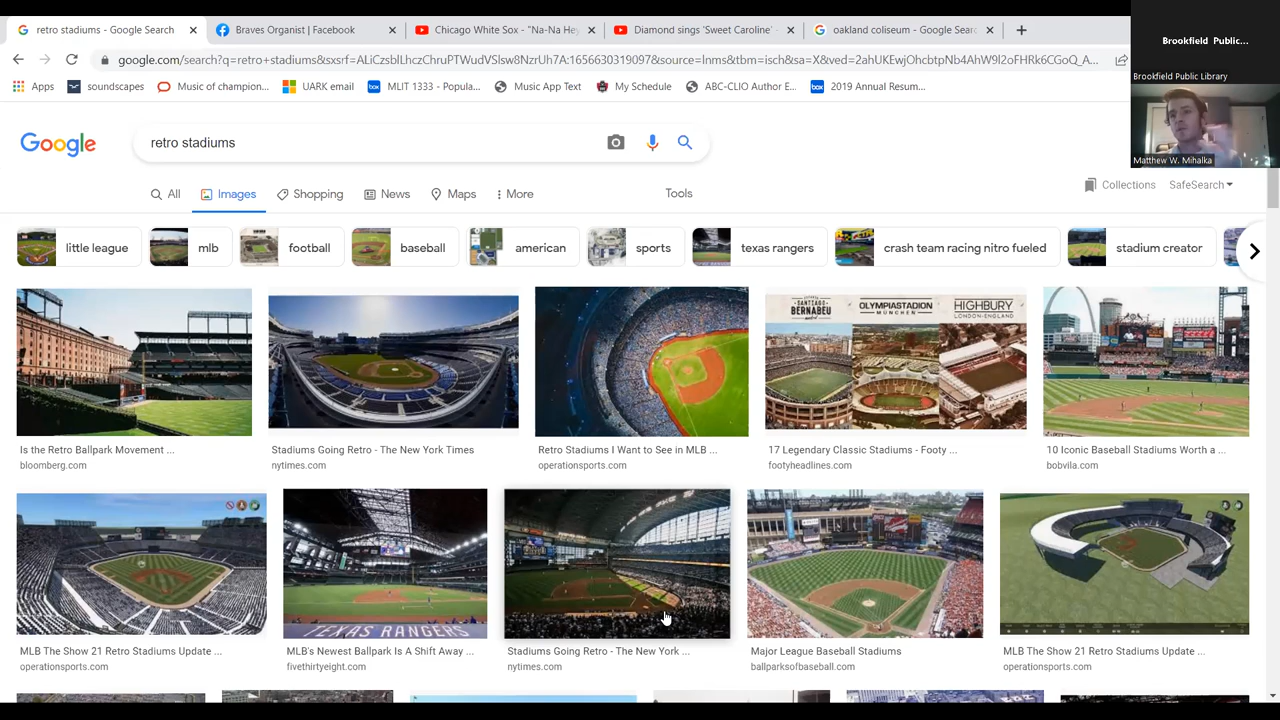 retro stadiums - Google Search
Braves Organist | Facebook
Chicago White Sox - "Na-Na Hey
Diamond sings 'Sweet Caroline'
oakland coliseum - Google Searc
Brookfield Public...
google.com/search?q=retro+stadiums&sxsrf=
Brookfield Public Library
Apps
soundscapes
Music of champion...
UARK email
MLIT 1333 - Popula...
Music App Text
My Schedule
ABC-CLIO Author E...
2019 Annual Resum...
Matthew W. Mihalka
Google
retro stadiums
Collections
SafeSearch
All
Images
Shopping
News
Maps
More
Tools
little league
mlb
football
baseball
american
sports
texas rangers
crash team racing nitro fueled
stadium creator
SANTIAGO BERNABEU
OLYMPIASTADION MÜNCHEN
HIGHBURY LONDON-ENGLAND
Is the Retro Ballpark Movement ...
bloomberg.com
Stadiums Going Retro - The New York Times
nytimes.com
Retro Stadiums I Want to See in MLB ...
operationsports.com
17 Legendary Classic Stadiums - Footy ...
footyheadlines.com
10 Iconic Baseball Stadiums Worth a ...
bobvila.com
TEXAS RANGERS
MLB The Show 21 Retro Stadiums Update ...
operationsports.com
MLB's Newest Ballpark Is A Shift Away ...
fivethirtyeight.com
Stadiums Going Retro - The New York ...
nytimes.com
Major League Baseball Stadiums
ballparksofbaseball.com
MLB The Show 21 Retro Stadiums Update ...
operationsports.com